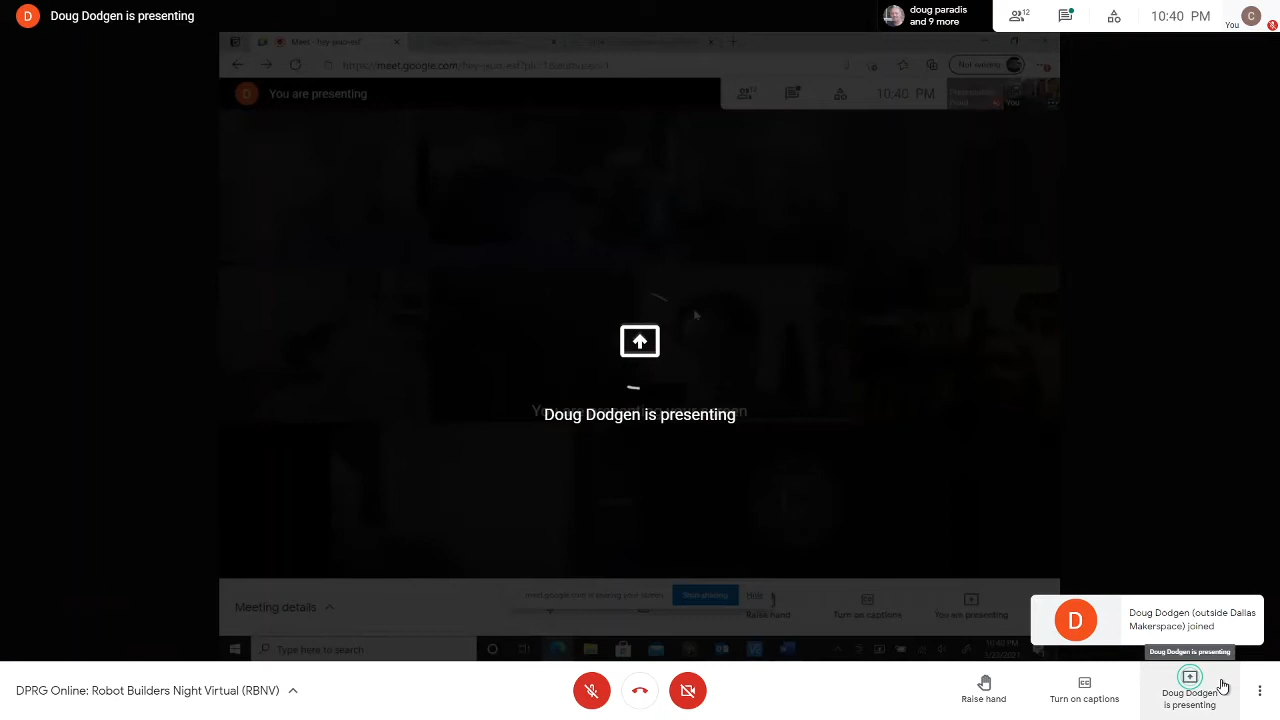 Doug Dodgen is presenting
doug paradis
and 9 more
12
10:40 PM
You
C
D
You are presenting
10:40 PM
You
Doug Dodgen is presenting
Meeting details
Stop sharing
Hide
Raise hand
Turn on captions
You are presenting
Type here to search
D
Doug Dodgen (outside Dallas
Makerspace) joined
Doug Dodgen is presenting
DPRG Online: Robot Builders Night Virtual (RBNV)
Raise hand
Turn on captions
Doug Dodgen
is presenting